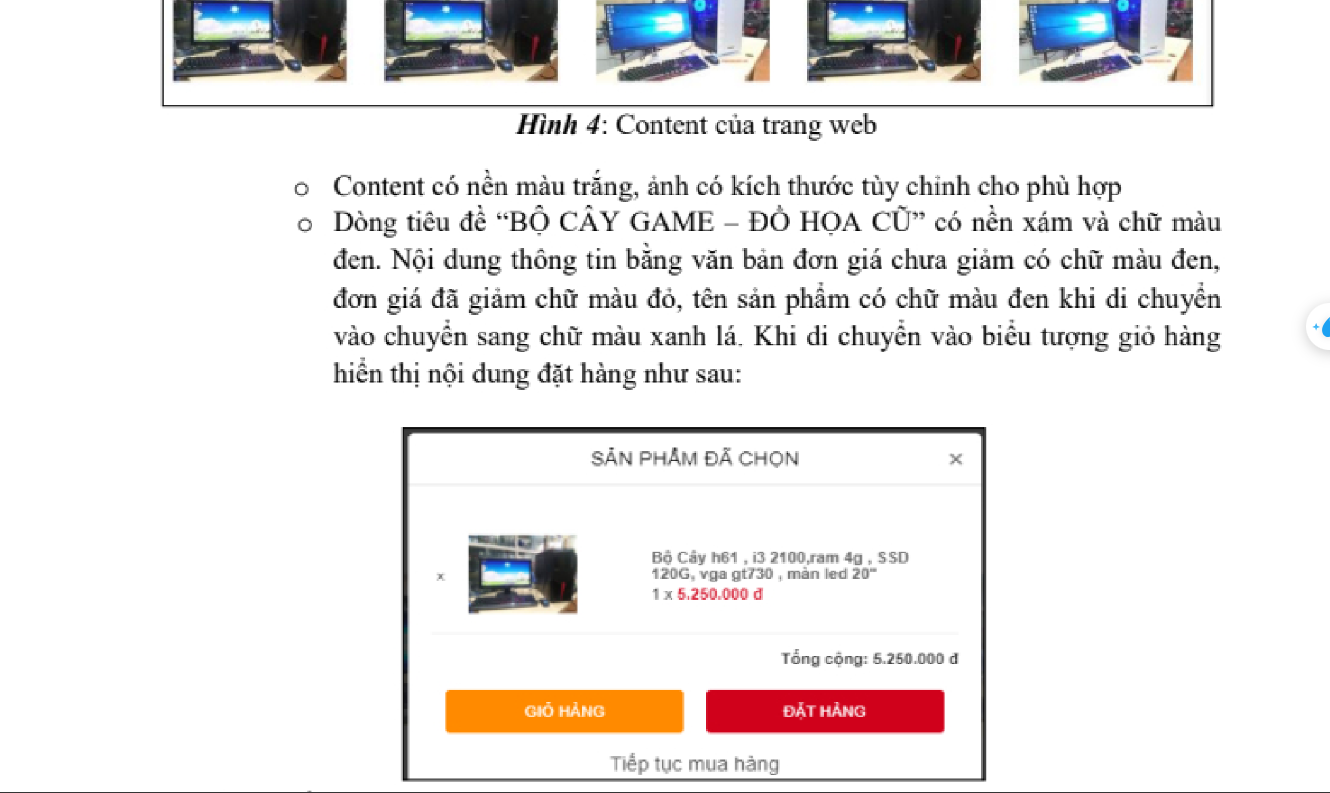 Hình 4: Content của trang web
o Content có nền màu trắng, ảnh có kích thước tùy chỉnh cho phù hợp
o Dòng tiêu đề “BỘ CÂY GAME – ĐỒ HỌA CŨ” có nền xám và chữ màu
đen. Nội dung thông tin bằng văn bản đơn giá chưa giảm có chữ màu đen,
đơn giá đã giảm chữ màu đỏ, tên sản phẩm có chữ màu đen khi di chuyển
vào chuyển sang chữ màu xanh lá. Khi di chuyển vào biểu tượng giỏ hàng
hiển thị nội dung đặt hàng như sau:
SẢN PHẨM ĐÃ CHỌN ×
x
Bộ Cây h61 , i3 2100,ram 4g , SSD
120G, vga gt730 , màn led 20"
1 x 5.250.000 đ
Tổng cộng: 5.250.000 đ
GIỎ HÀNG ĐẶT HÀNG
Tiếp tục mua hàng